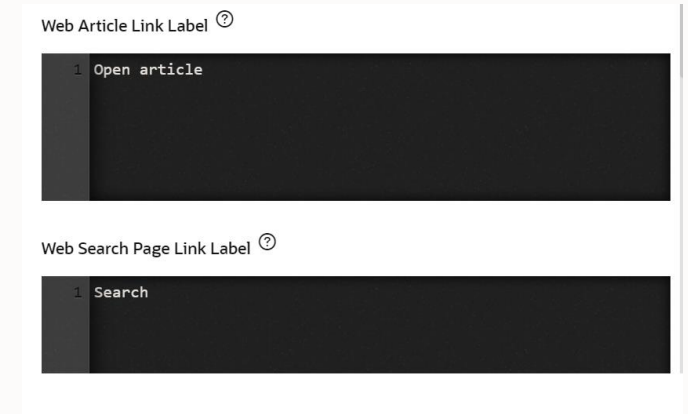 Web Article Link Label ?
1 Open article
Web Search Page Link Label ?
1 Search